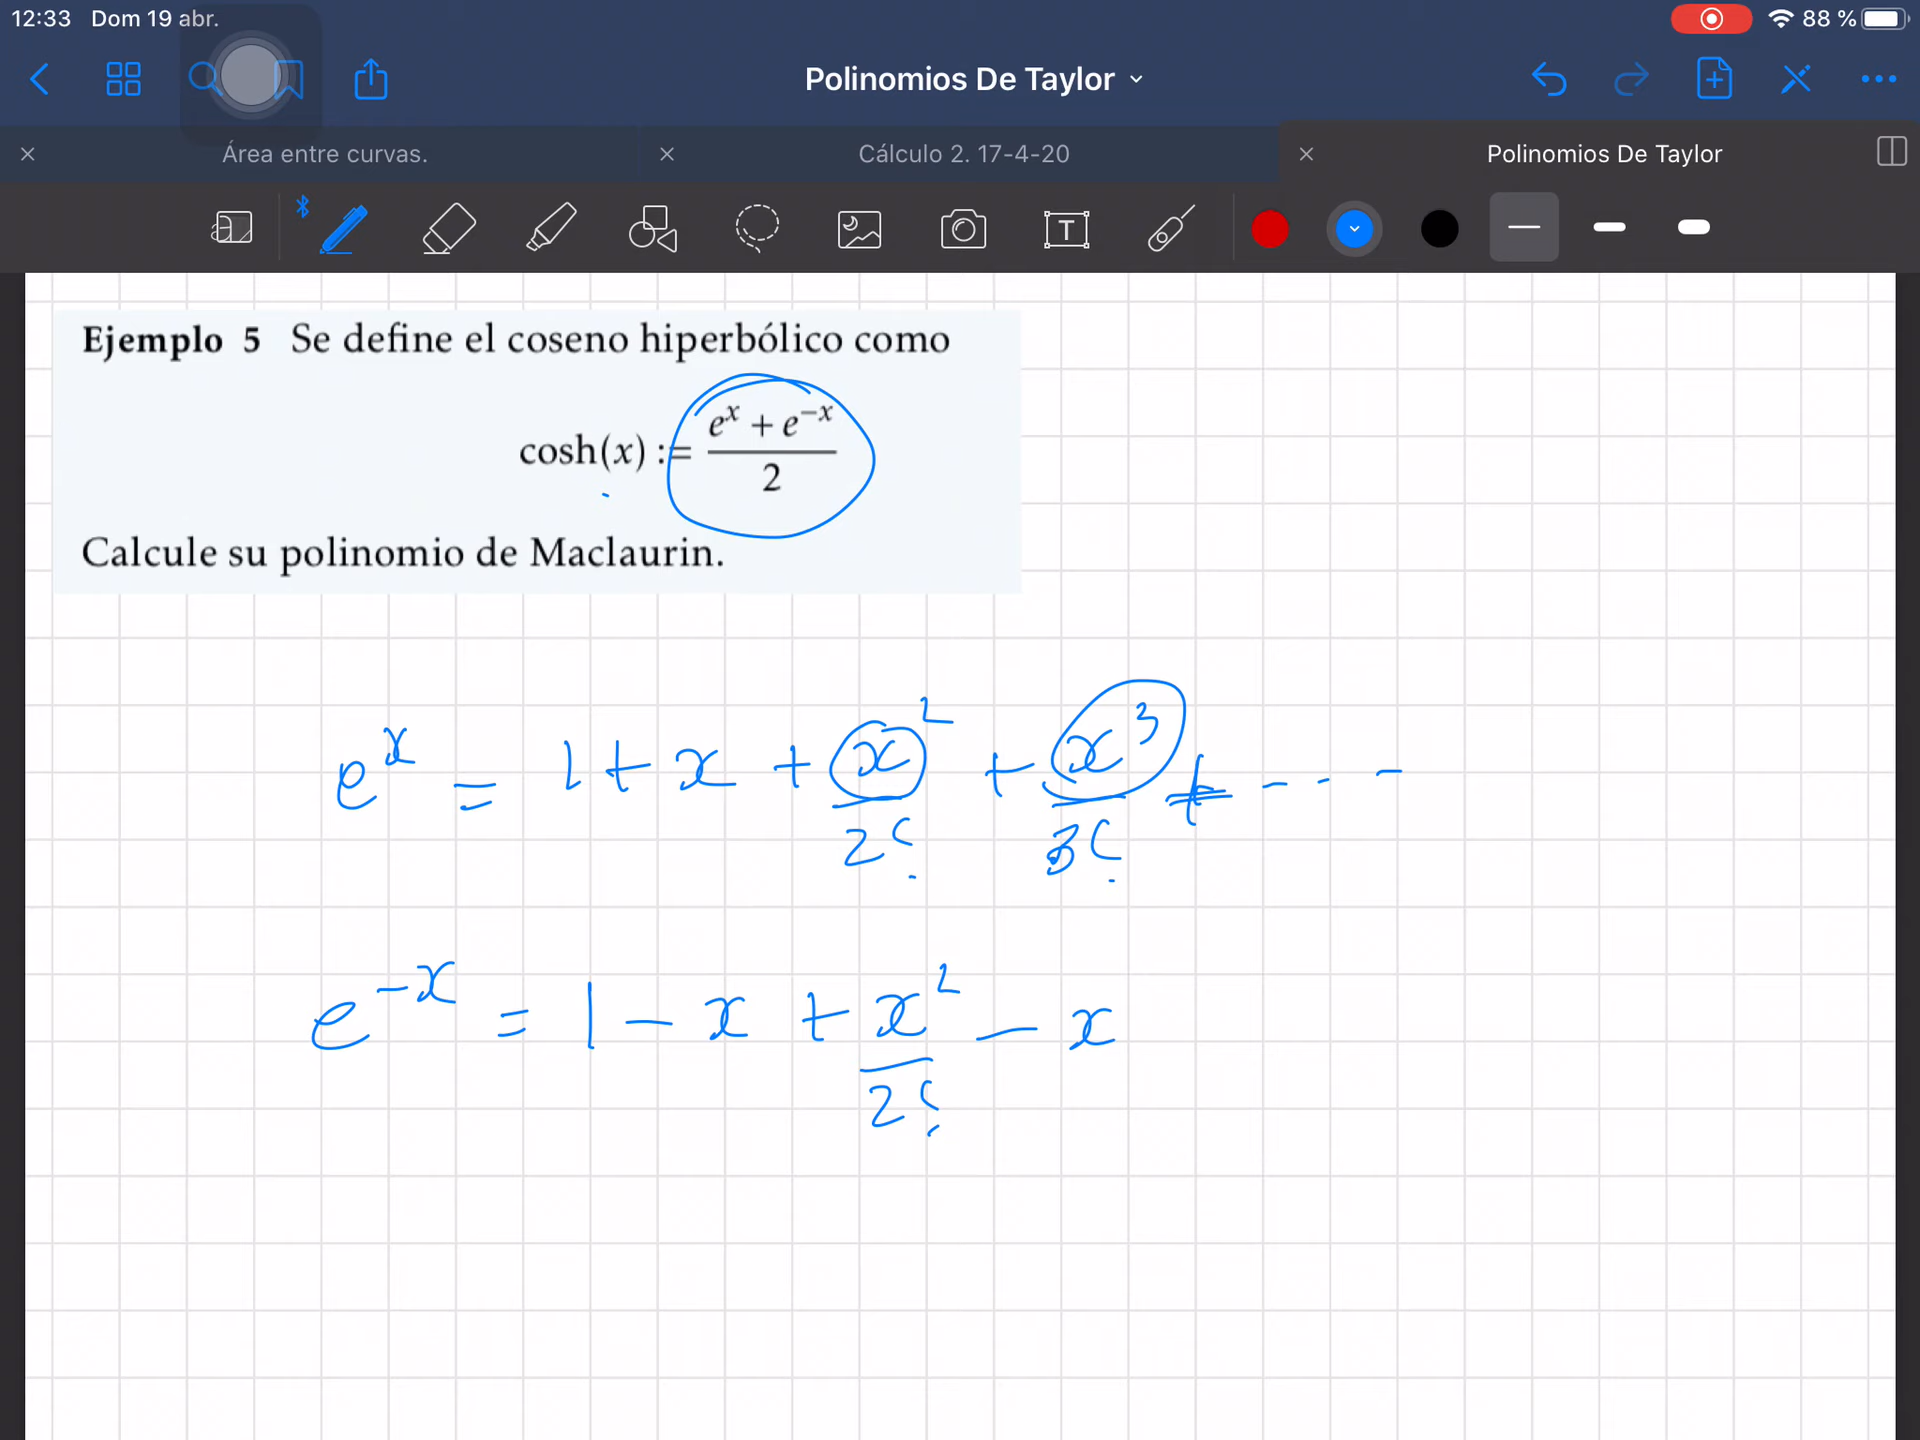 12:33 Dom 19 abr. 88 %
Polinomios De Taylor
Área entre curvas. Cálculo 2. 17-4-20 Polinomios De Taylor
T
Ejemplo 5 Se define el coseno hiperbólico como
cosh(x) := (e^x + e^−x)/2
Calcule su polinomio de Maclaurin.
e^x = 1 + x + x^2/2! + x^3/3! + - - -
e^-x = 1 - x + x^2/2! - x